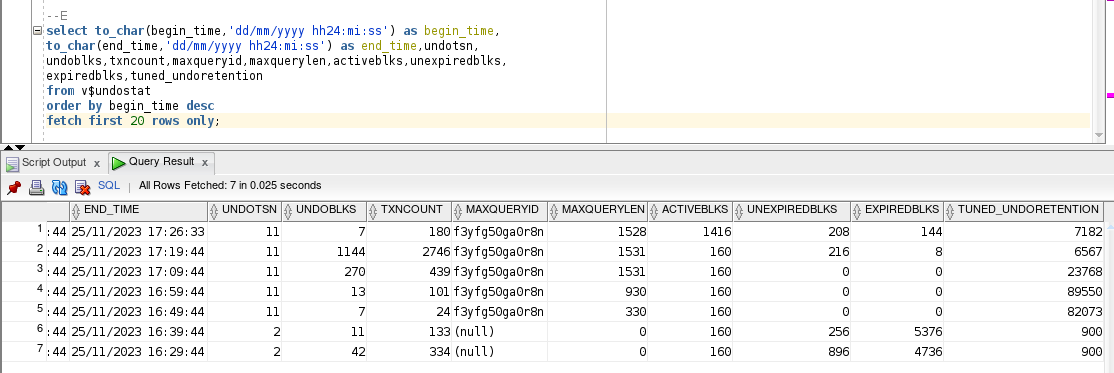 --E
select to_char(begin_time,'dd/mm/yyyy hh24:mi:ss') as begin_time,
to_char(end_time,'dd/mm/yyyy hh24:mi:ss') as end_time,undotsn,
undoblks,txncount,maxqueryid,maxquerylen,activeblks,unexpiredblks,
expiredblks,tuned_undoretention
from v$undostat
order by begin_time desc
fetch first 20 rows only;
Script Output x Query Result x
SQL | All Rows Fetched: 7 in 0.025 seconds
END_TIME UNDOTSN UNDOBLKS TXNCOUNT MAXQUERYID MAXQUERYLEN ACTIVEBLKS UNEXPIREDBLKS EXPIREDBLKS TUNED_UNDORETENTION
1 :44 25/11/2023 17:26:33 11 7 180 f3yfg50ga0r8n 1528 1416 208 144 7182
2 :44 25/11/2023 17:19:44 11 1144 2746 f3yfg50ga0r8n 1531 160 216 8 6567
3 :44 25/11/2023 17:09:44 11 270 439 f3yfg50ga0r8n 1531 160 0 0 23768
4 :44 25/11/2023 16:59:44 11 13 101 f3yfg50ga0r8n 930 160 0 0 89550
5 :44 25/11/2023 16:49:44 11 7 24 f3yfg50ga0r8n 330 160 0 0 82073
6 :44 25/11/2023 16:39:44 2 11 133 (null) 0 160 256 5376 900
7 :44 25/11/2023 16:29:44 2 42 334 (null) 0 160 896 4736 900